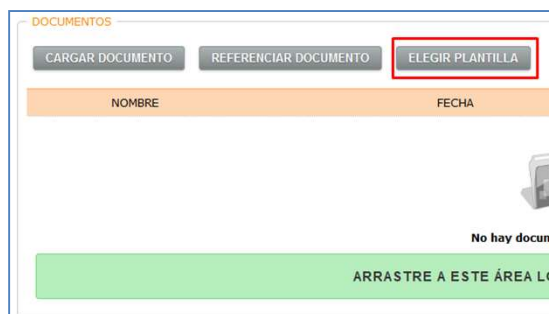 DOCUMENTOS
CARGAR DOCUMENTO REFERENCIAR DOCUMENTO ELEGIR PLANTILLA
NOMBRE FECHA
No hay docum
ARRASTRE A ESTE ÁREA LO